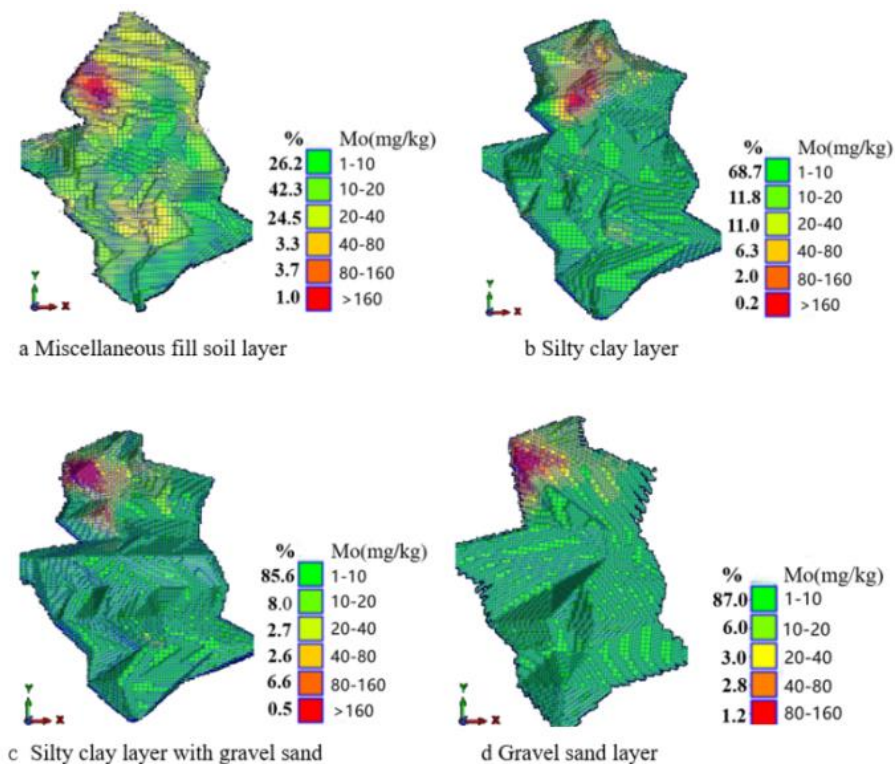 % Mo(mg/kg)
26.2 1-10
42.3 10-20
24.5 20-40
3.3 40-80
3.7 80-160
1.0 >160
Y
X
a Miscellaneous fill soil layer
% Mo(mg/kg)
68.7 1-10
11.8 10-20
11.0 20-40
6.3 40-80
2.0 80-160
0.2 >160
Y
X
b Silty clay layer
% Mo(mg/kg)
85.6 1-10
8.0 10-20
2.7 20-40
2.6 40-80
6.6 80-160
0.5 >160
Y
X
c Silty clay layer with gravel sand
% Mo(mg/kg)
87.0 1-10
6.0 10-20
3.0 20-40
2.8 40-80
1.2 80-160
Y
X
d Gravel sand layer